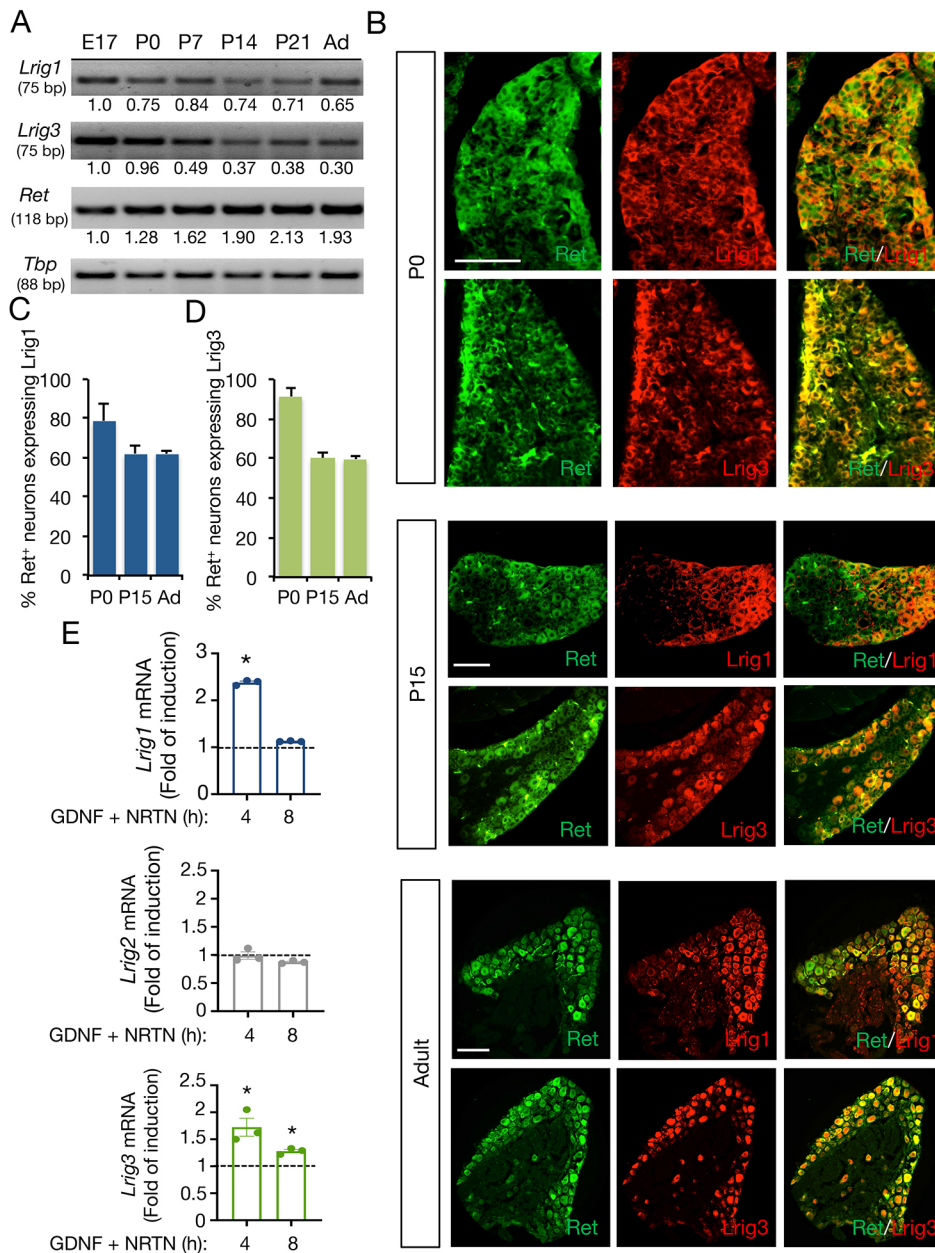 A
E17 P0 P7 P14 P21 Ad
Lrig1
(75 bp)
1.0 0.75 0.84 0.74 0.71 0.65
Lrig3
(75 bp)
1.0 0.96 0.49 0.37 0.38 0.30
Ret
(118 bp)
1.0 1.28 1.62 1.90 2.13 1.93
Tbp
(88 bp)
B
P0
Ret Lrig1 Ret/Lrig1
Ret Lrig3 Ret/Lrig3
P15
Ret Lrig1 Ret/Lrig1
Ret Lrig3 Ret/Lrig3
Adult
Ret Lrig1 Ret/Lrig1
Ret Lrig3 Ret/Lrig3
C
% Ret+ neurons expressing Lrig1
100
80
60
40
20
0
P0 P15 Ad
D
% Ret+ neurons expressing Lrig3
100
80
60
40
20
0
P0 P15 Ad
E
Lrig1 mRNA
(Fold of induction)
3
2
1
0
*
GDNF + NRTN (h): 4 8
Lrig2 mRNA
(Fold of induction)
2.5
2
1.5
1
0.5
0
GDNF + NRTN (h): 4 8
Lrig3 mRNA
(Fold of induction)
2.5
2
1.5
1
0.5
0
* *
GDNF + NRTN (h): 4 8